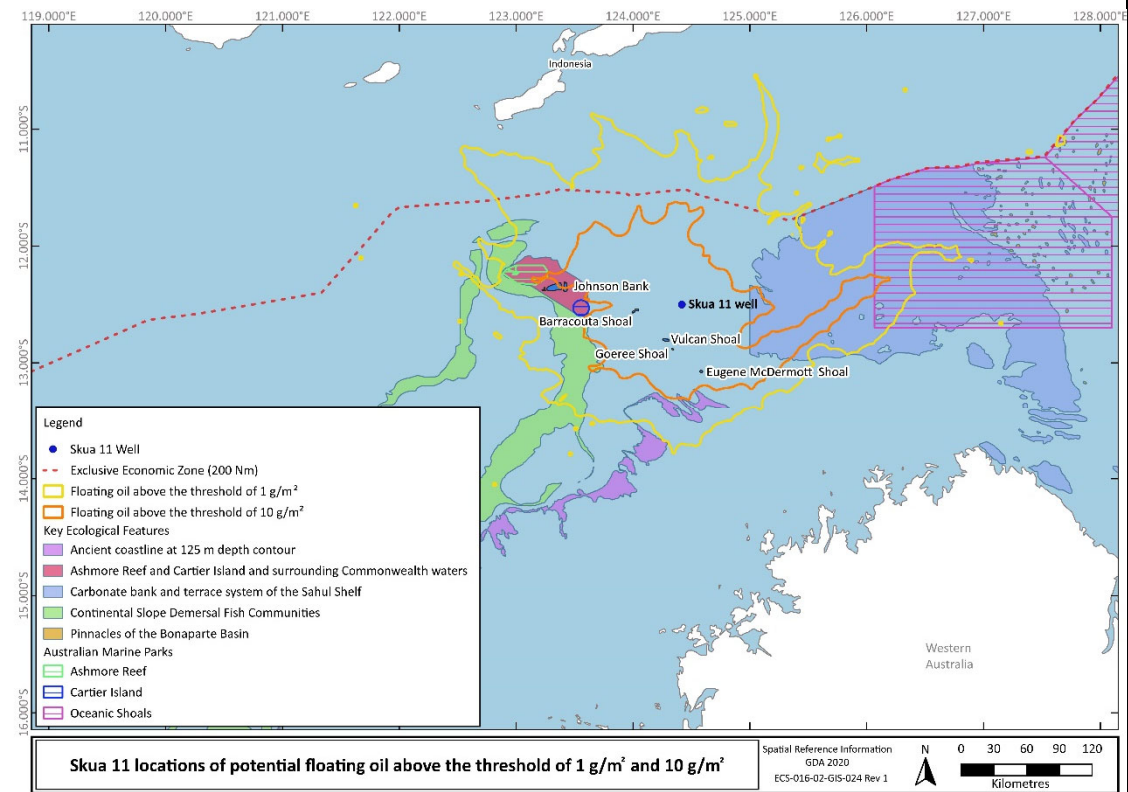 119.000°E 120.000°E 121.000°E 122.000°E 123.000°E 124.000°E 125.000°E 126.000°E 127.000°E 128.000°E
Indonesia
11.000°S
12.000°S
Johnson Bank
Skua 11 well
Barracouta Shoal
Vulcan Shoal
Goeree Shoal
13.000°S
Eugene McDermott Shoal
14.000°S
15.000°S
16.000°S
Western
Australia
Legend
Skua 11 Well
Exclusive Economic Zone (200 Nm)
Floating oil above the threshold of 1 g/m²
Floating oil above the threshold of 10 g/m²
Key Ecological Features
Ancient coastline at 125 m depth contour
Ashmore Reef and Cartier Island and surrounding Commonwealth waters
Carbonate bank and terrace system of the Sahul Shelf
Continental Slope Demersal Fish Communities
Pinnacles of the Bonaparte Basin
Australian Marine Parks
Ashmore Reef
Cartier Island
Oceanic Shoals
Skua 11 locations of potential floating oil above the threshold of 1 g/m² and 10 g/m²
Spatial Reference Information
GDA 2020
ECS-016-02-GIS-024 Rev 1
N
0 30 60 90 120
Kilometres